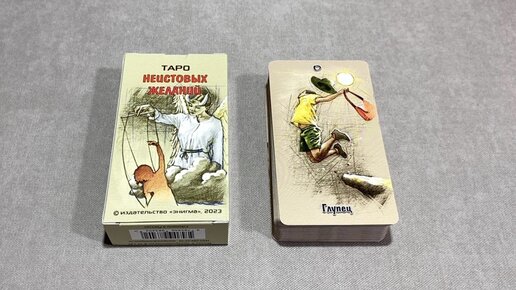 ТАРО
НЕИСТОВЫХ
ЖЕЛАНИЙ
© ИЗДАТЕЛЬСТВО «ЭНИГМА», 2023
Глупец